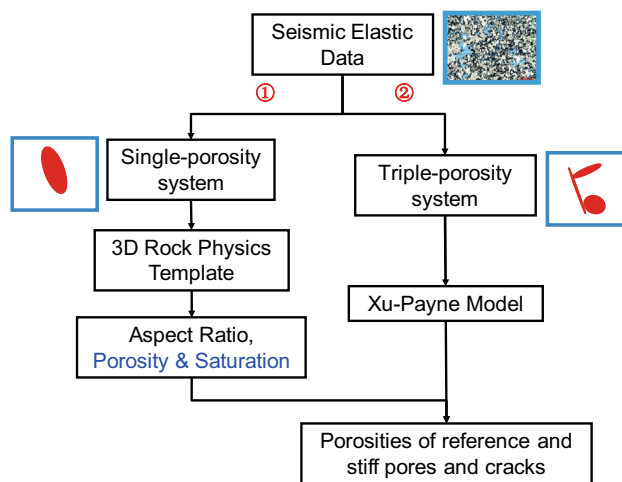 Seismic Elastic
Data
① ②
Single-porosity
system
Triple-porosity
system
3D Rock Physics
Template
Xu-Payne Model
Aspect Ratio,
Porosity & Saturation
Porosities of reference and
stiff pores and cracks